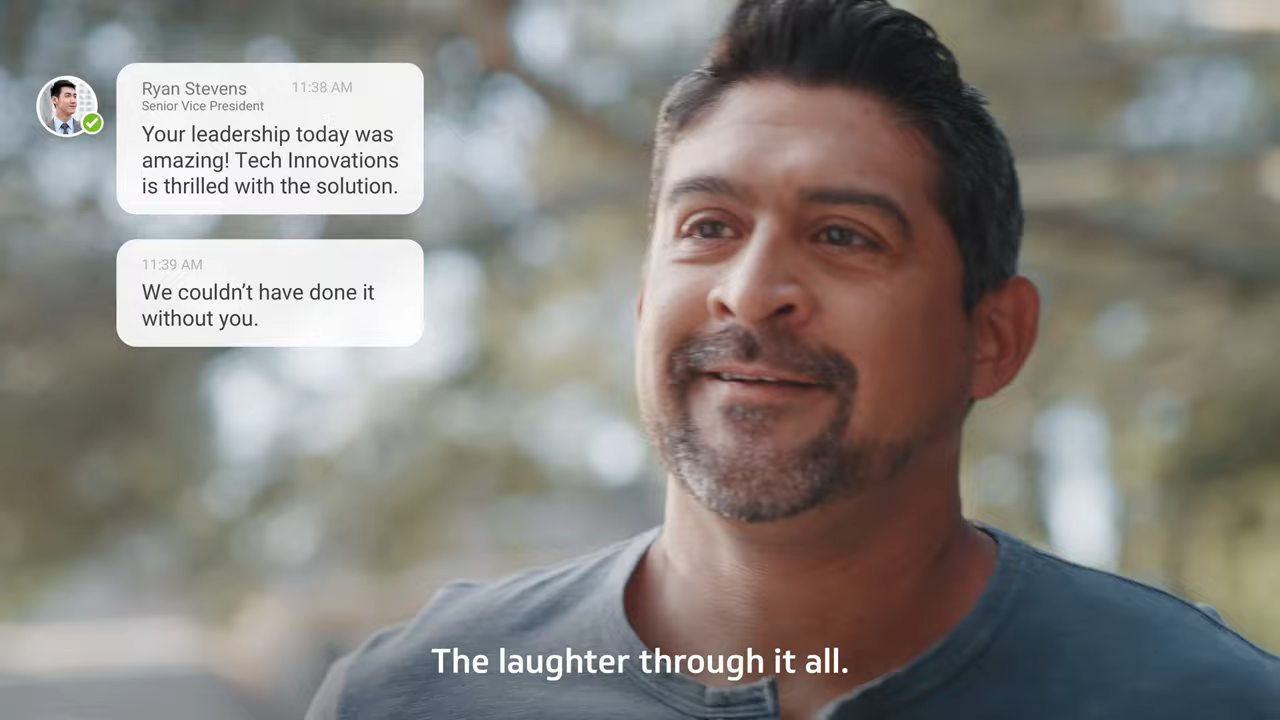 Ryan Stevens 11:38 AM
Senior Vice President
Your leadership today was
amazing! Tech Innovations
is thrilled with the solution.
11:39 AM
We couldn’t have done it
without you.
The laughter through it all.